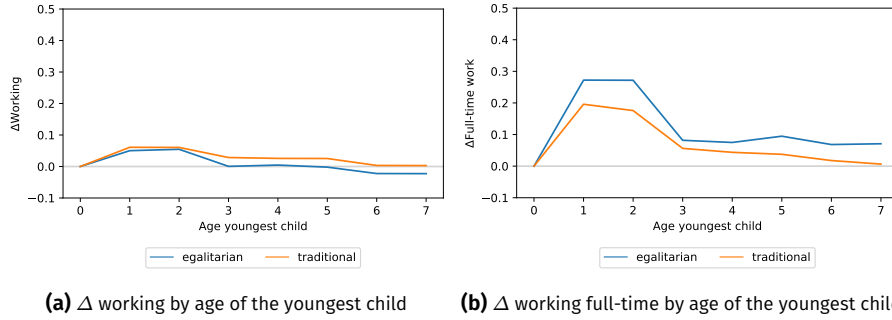 0.5
0.4
0.3
0.2
0.1
0.0
−0.1
ΔWorking
0 1 2 3 4 5 6 7
Age youngest child
egalitarian traditional
(a) Δ working by age of the youngest child
0.5
0.4
0.3
0.2
0.1
0.0
−0.1
ΔFull-time work
0 1 2 3 4 5 6 7
Age youngest child
egalitarian traditional
(b) Δ working full-time by age of the youngest chil